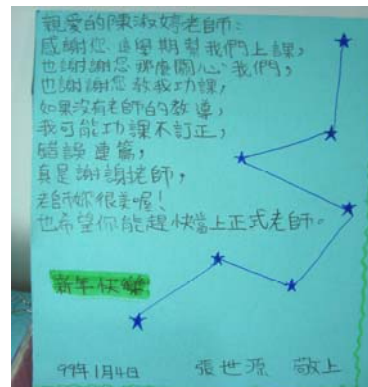 親愛的陳淑婷老師：
感謝您這學期幫我們上課，
也謝謝您那麼關心我們，
也謝謝您教我功課，
如果沒有老師的教導，
我可能功課不訂正，
錯誤連篇，
真是謝謝老師，
老師妳很美喔！
也希望你能趕快當上正式老師。
新年快樂
99年1月4日 張世源 敬上